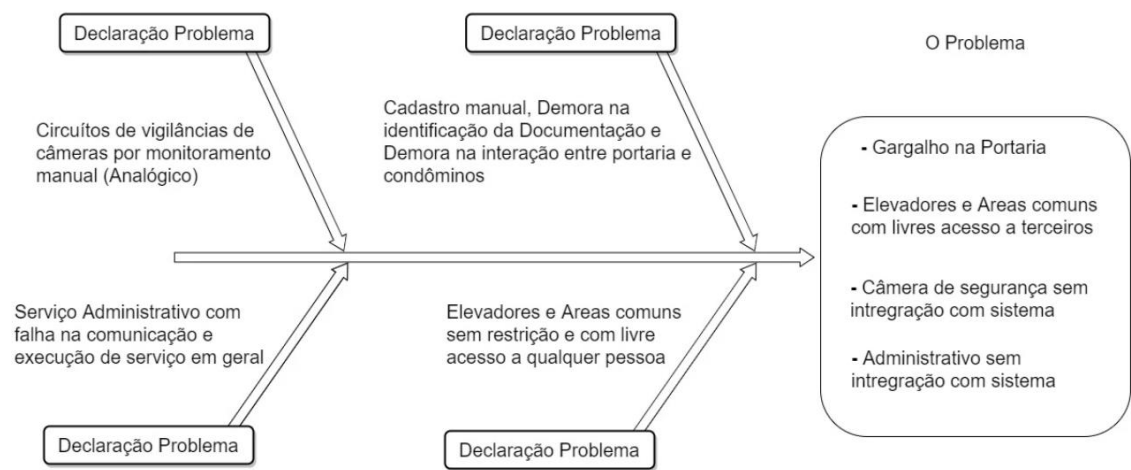 Declaração Problema
Declaração Problema
O Problema
Circuítos de vigilâncias de
câmeras por monitoramento
manual (Analógico)
Cadastro manual, Demora na
identificação da Documentação e
Demora na interação entre portaria e
condôminos
- Gargalho na Portaria
- Elevadores e Areas comuns
com livres acesso a terceiros
- Câmera de segurança sem
intregração com sistema
- Administrativo sem
intregração com sistema
Serviço Administrativo com
falha na comunicação e
execução de serviço em geral
Elevadores e Areas comuns
sem restrição e com livre
acesso a qualquer pessoa
Declaração Problema
Declaração Problema